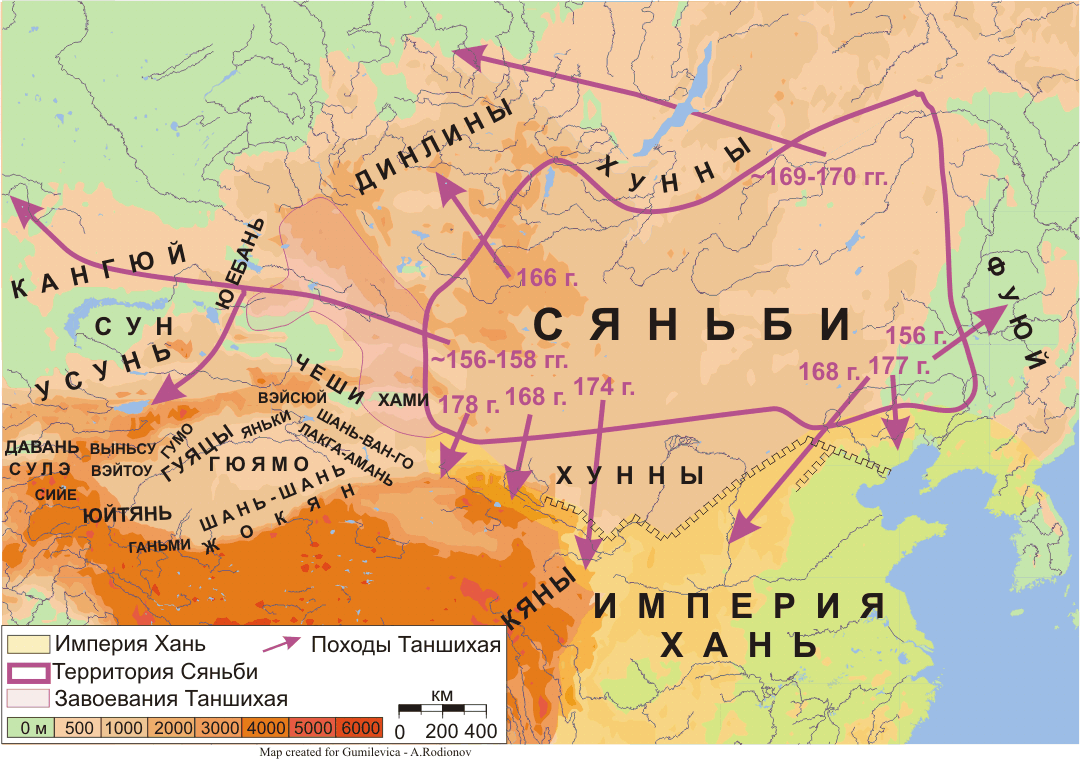 ДИНЛИНЫ
ХУННЫ
~169-170 гг.
КАНГЮЙ
ЮЕБАНЬ
166 г.
ФУЮЙ
СУН
УСУНЬ
СЯНЬБИ
156 г.
~156-158 гг.
168 г.
177 г.
ЧЕШИ
ВЭЙСЮЙ
ХАМИ
178 г.
168 г.
174 г.
ДАВАНЬ
ВЫНЬСУ
ГУМО
ГУЯЦЫ
ЯНЬКИ
ШАНЬ-ВАН-ГО
ЛАКГА-АМАНЬ
СУЛЭ
ВЭЙТОУ
ГЮЯМО
ХУННЫ
СИЙЕ
ЮЙТЯНЬ
ШАНЬ-ШАНЬ
ГАНЬМИ
ЖОКЯН
КЯНЫ
ИМПЕРИЯ
ХАНЬ
Империя Хань
Походы Таншихая
Территория Сяньби
Завоевания Таншихая
км
0 м 500 1000 2000 3000 4000 5000 6000
0 200 400
Map created for Gumilevica - A.Rodionov